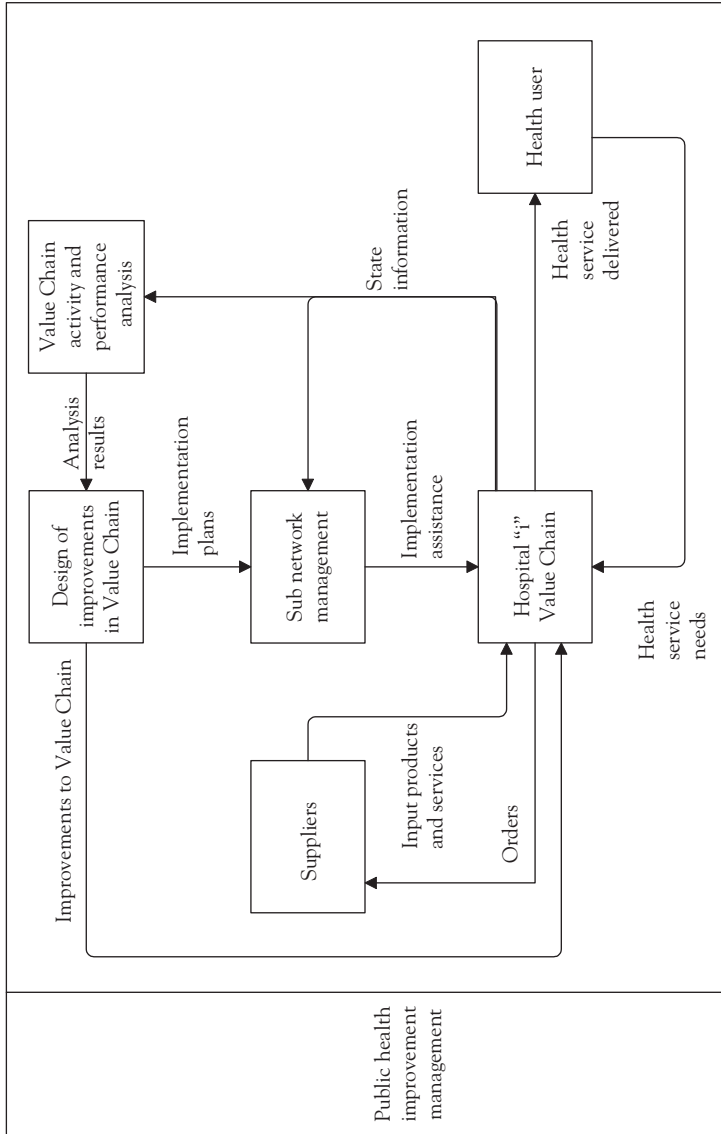 Public health
improvement
management
Improvements to Value Chain
Design of
improvements
in Value Chain
Analysis
results
Value Chain
activity and
performance
analysis
Implementation
plans
Suppliers
Sub network
management
State
information
Input products
and services
Implementation
assistance
Orders
Hospital “i”
Value Chain
Health
service
delivered
Health user
Health
service
needs